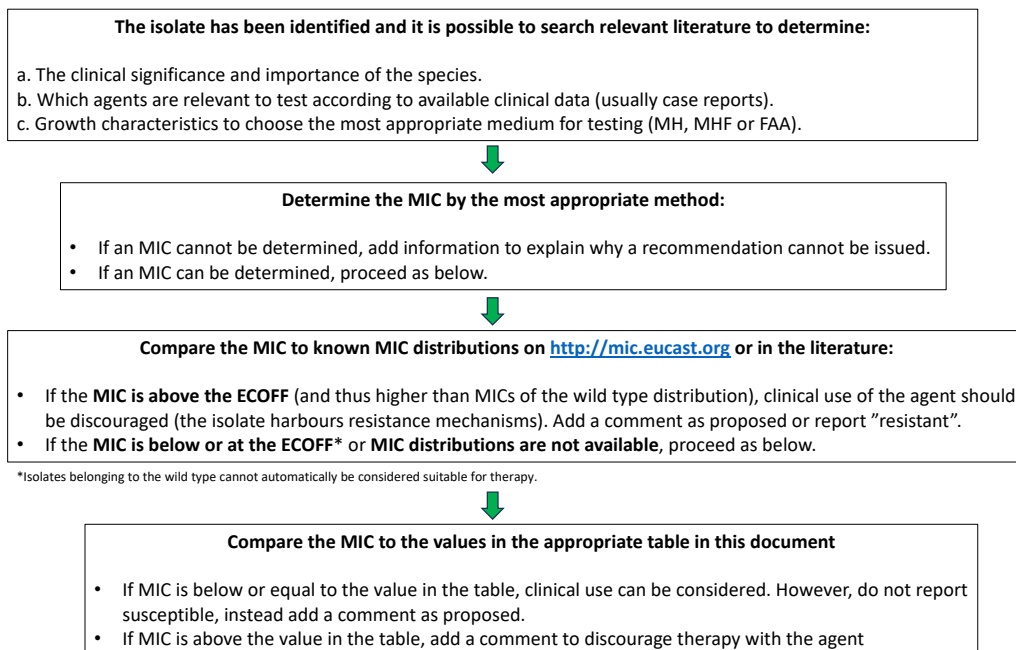 The isolate has been identified and it is possible to search relevant literature to determine:
a. The clinical significance and importance of the species.
b. Which agents are relevant to test according to available clinical data (usually case reports).
c. Growth characteristics to choose the most appropriate medium for testing (MH, MHF or FAA).
Determine the MIC by the most appropriate method:
• If an MIC cannot be determined, add information to explain why a recommendation cannot be issued.
• If an MIC can be determined, proceed as below.
Compare the MIC to known MIC distributions on http://mic.eucast.org or in the literature:
• If the MIC is above the ECOFF (and thus higher than MICs of the wild type distribution), clinical use of the agent should
be discouraged (the isolate harbours resistance mechanisms). Add a comment as proposed or report ”resistant”.
• If the MIC is below or at the ECOFF* or MIC distributions are not available, proceed as below.
*Isolates belonging to the wild type cannot automatically be considered suitable for therapy.
Compare the MIC to the values in the appropriate table in this document
• If MIC is below or equal to the value in the table, clinical use can be considered. However, do not report
susceptible, instead add a comment as proposed.
• If MIC is above the value in the table, add a comment to discourage therapy with the agent